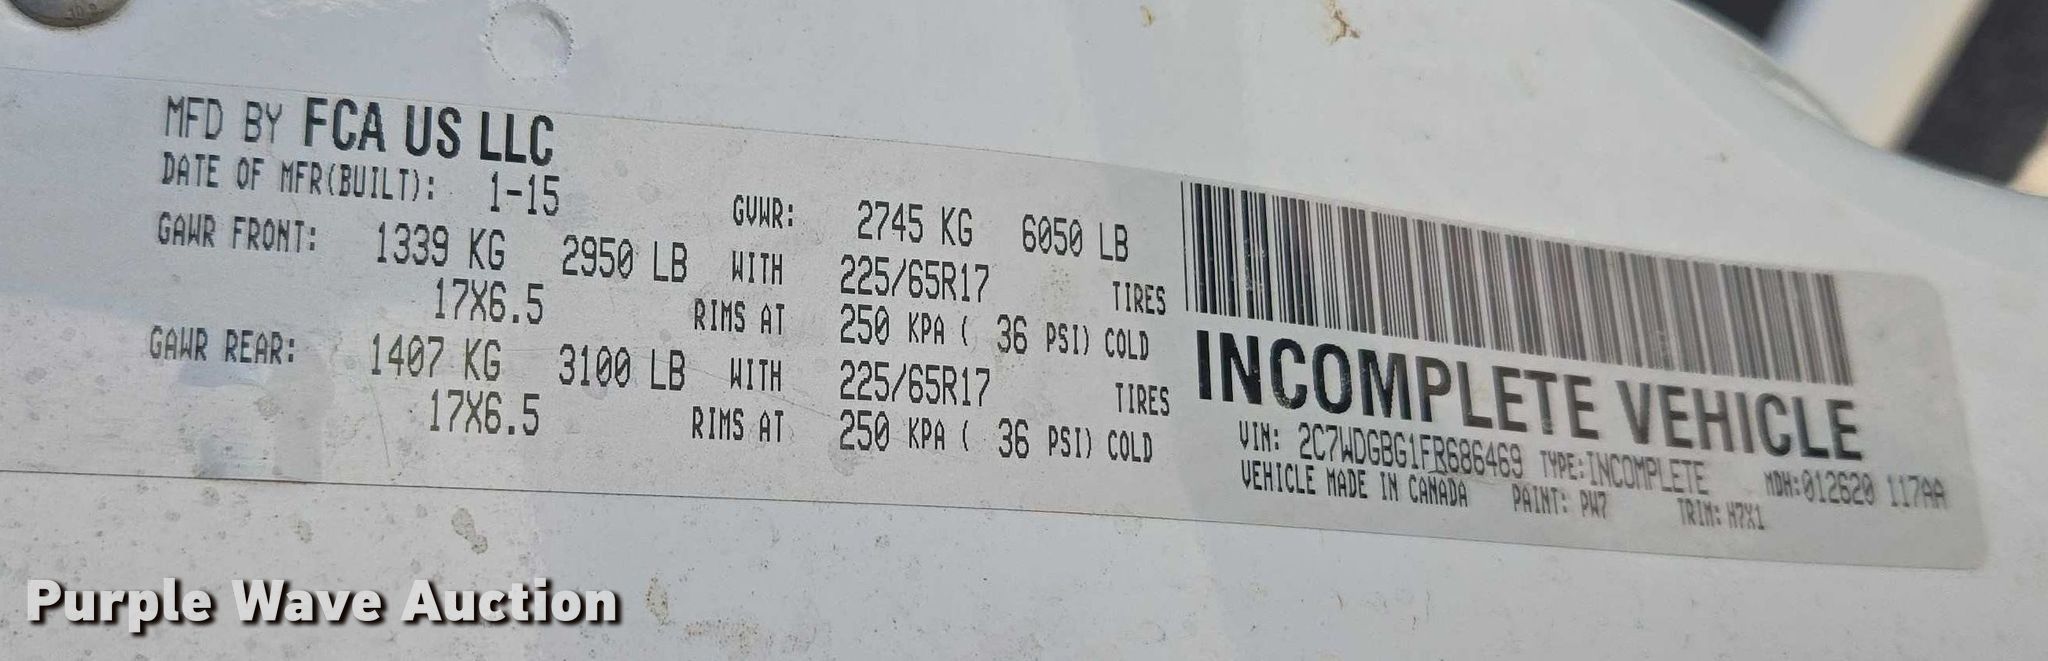 MFD BY FCA US LLC
DATE OF MFR(BUILT): 1-15 GVWR: 2745 KG 6050 LB
GAWR FRONT: 1339 KG 2950 LB WITH 225/65R17 TIRES
17X6.5 RIMS AT 250 KPA ( 36 PSI) COLD
GAWR REAR: 1407 KG 3100 LB WITH 225/65R17 TIRES
17X6.5 RIMS AT 250 KPA ( 36 PSI) COLD
INCOMPLETE VEHICLE
VIN: 2C7WDGBG1FR686469 TYPE:INCOMPLETE MDH:012620 117AA
VEHICLE MADE IN CANADA PAINT: PW7 TRIM: H7X1
Purple Wave Auction